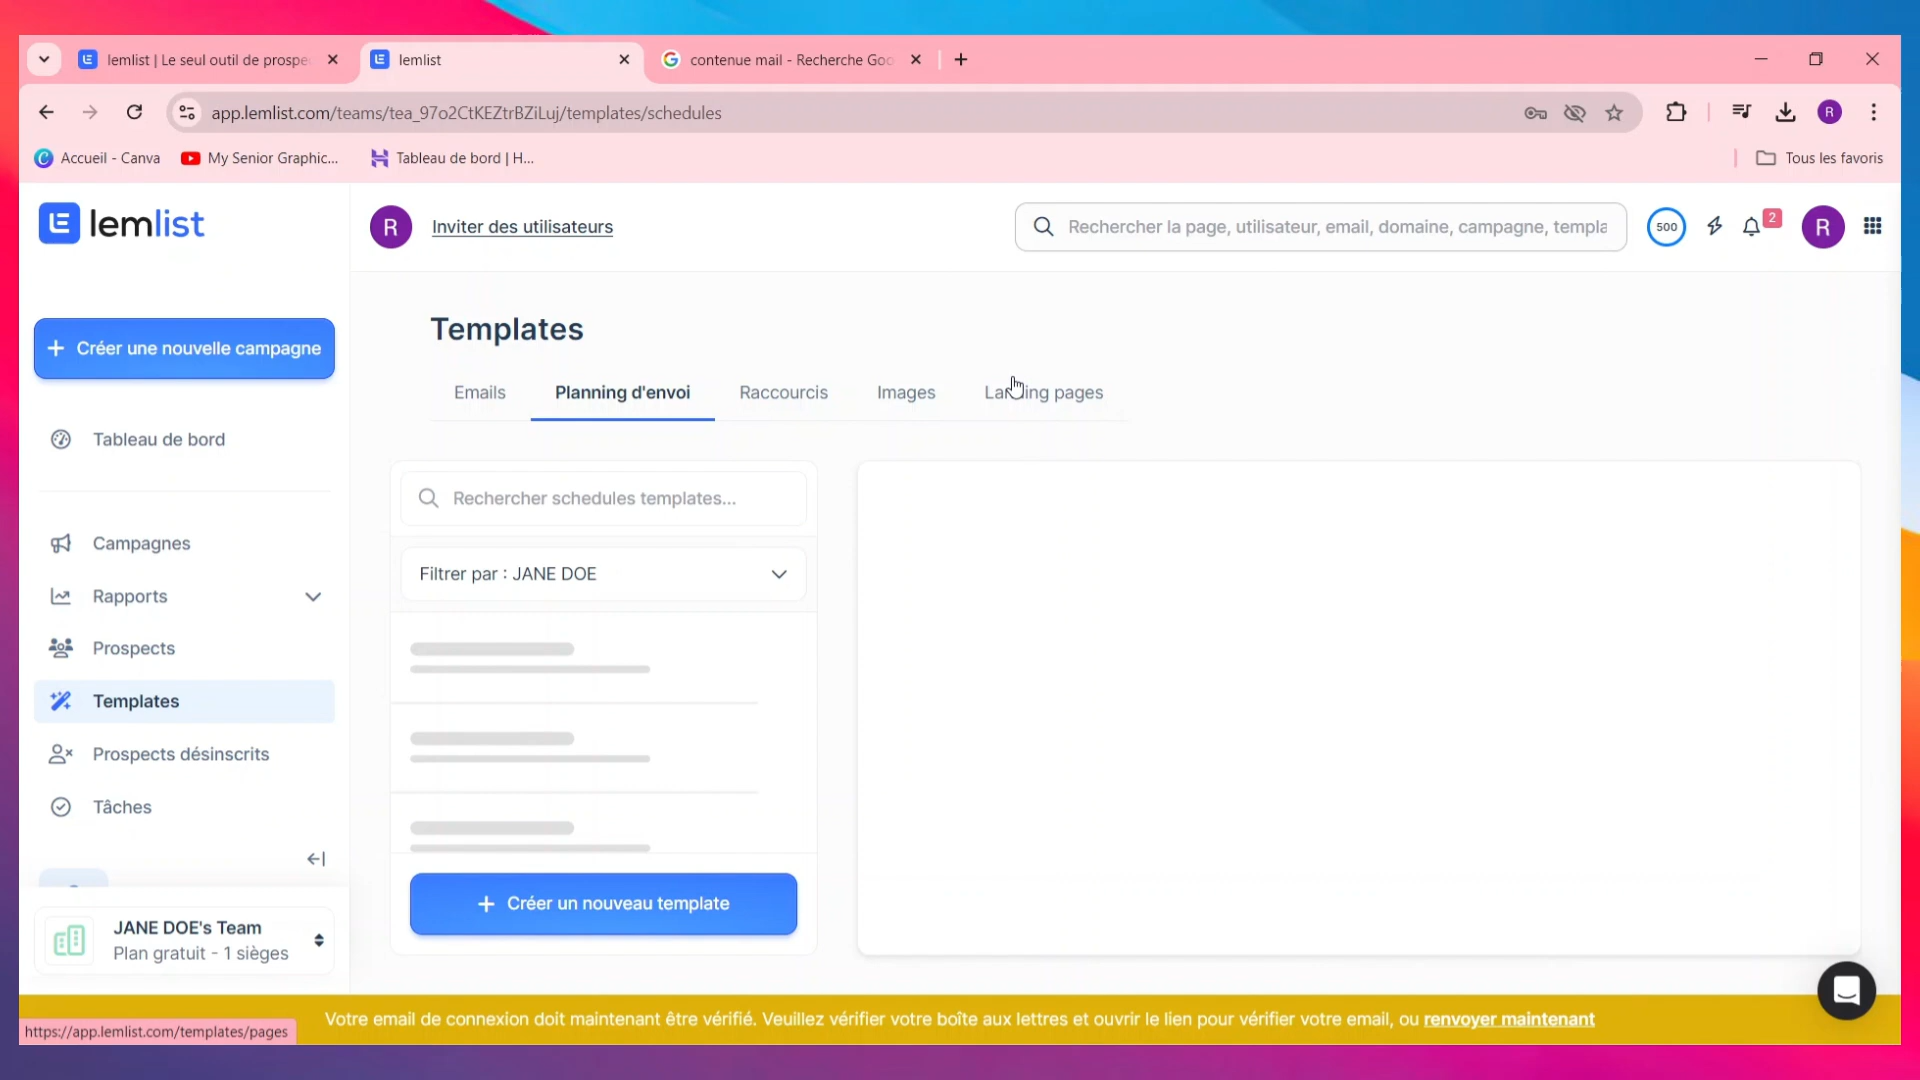 lemlist | Le seul outil de prospe
lemlist
contenue mail - Recherche Goo
app.lemlist.com/teams/tea_97o2CtKEZtrBZiLuj/templates/schedules
R
Accueil - Canva
My Senior Graphic...
Tableau de bord | H...
Tous les favoris
lemlist
R
Inviter des utilisateurs
Rechercher la page, utilisateur, email, domaine, campagne, templa
500
2
R
Créer une nouvelle campagne
Tableau de bord
Campagnes
Rapports
Prospects
Templates
Prospects désinscrits
Tâches
JANE DOE's Team
Plan gratuit - 1 sièges
Templates
Emails
Planning d'envoi
Raccourcis
Images
Landing pages
Rechercher schedules templates...
Filtrer par : JANE DOE
Créer un nouveau template
Votre email de connexion doit maintenant être vérifié. Veuillez vérifier votre boîte aux lettres et ouvrir le lien pour vérifier votre email, ou renvoyer maintenant
https://app.lemlist.com/templates/pages